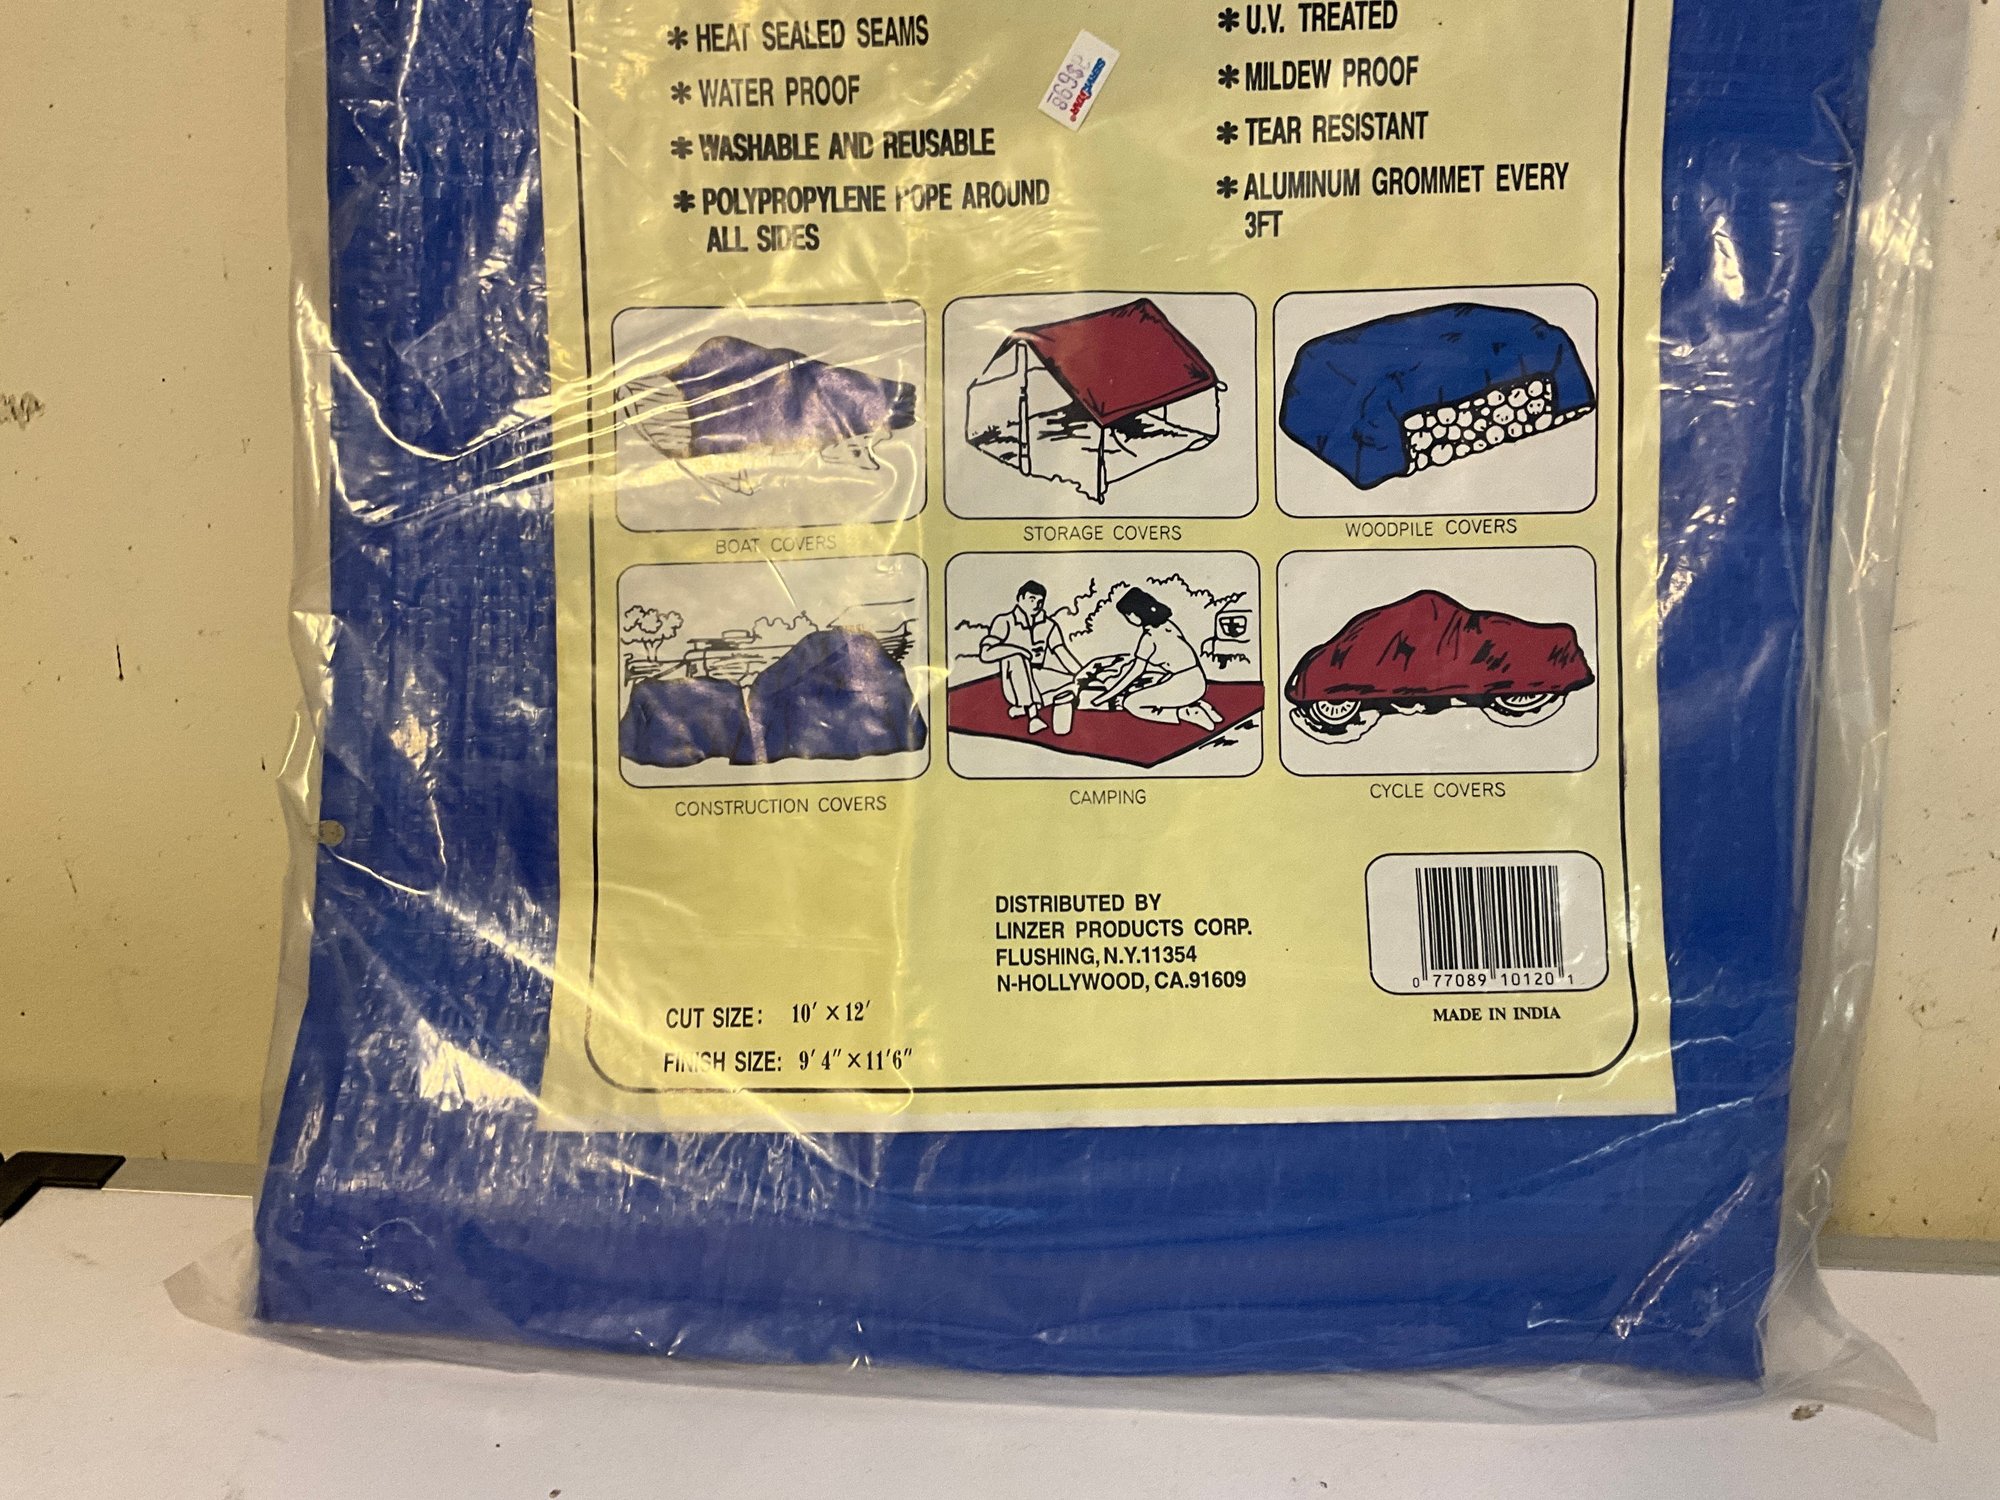 * HEAT SEALED SEAMS
* WATER PROOF
* WASHABLE AND REUSABLE
* POLYPROPYLENE ROPE AROUND
ALL SIDES
* U.V. TREATED
* MILDEW PROOF
* TEAR RESISTANT
* ALUMINUM GROMMET EVERY
3FT
BOAT COVERS
STORAGE COVERS
WOODPILE COVERS
CONSTRUCTION COVERS
CAMPING
CYCLE COVERS
DISTRIBUTED BY
LINZER PRODUCTS CORP.
FLUSHING, N.Y.11354
N-HOLLYWOOD, CA.91609
0 77089 10120 1
MADE IN INDIA
CUT SIZE: 10' × 12'
FINISH SIZE: 9' 4" × 11'6"